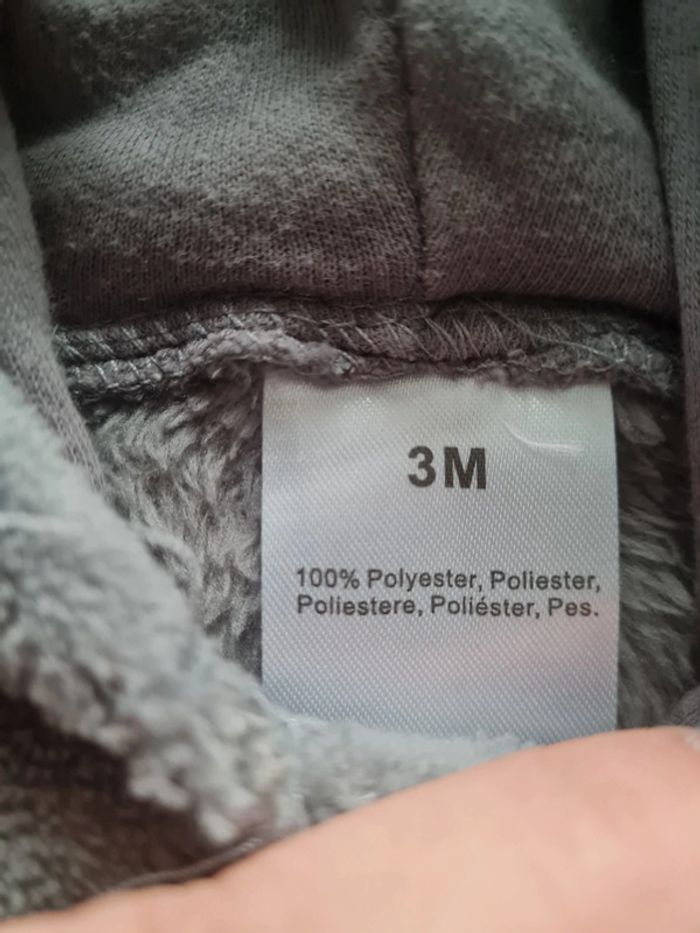 3M
100% Polyester, Poliester,
Poliestere, Poliéster, Pes.